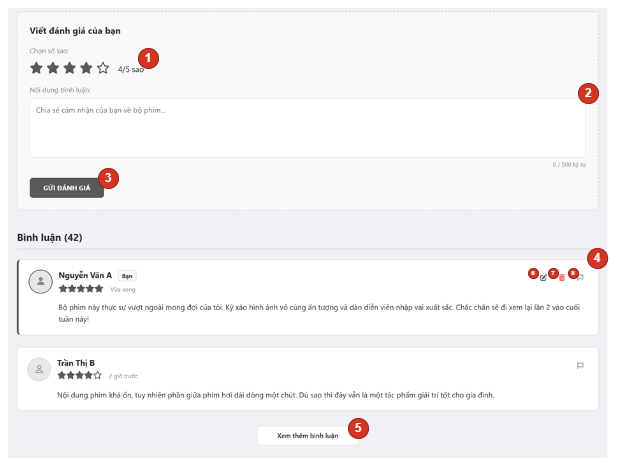 Viết đánh giá của bạn
Chọn số sao:
1
4/5 sao
Nội dung bình luận:
2
Chia sẻ cảm nhận của bạn về bộ phim...
0 / 500 ký tự
GỬI ĐÁNH GIÁ
3
Bình luận (42)
4
Nguyễn Văn A Bạn
6 7 8
Vừa xong
Bộ phim này thực sự vượt ngoài mong đợi của tôi. Kỹ xảo hình ảnh vô cùng ấn tượng và dàn diễn viên nhập vai xuất sắc. Chắc chắn sẽ đi xem lại lần 2 vào cuối
tuần này!
Trần Thị B
2 giờ trước
Nội dung phim khá ổn, tuy nhiên phần giữa phim hơi dài dòng một chút. Dù sao thì đây vẫn là một tác phẩm giải trí tốt cho gia đình.
Xem thêm bình luận
5